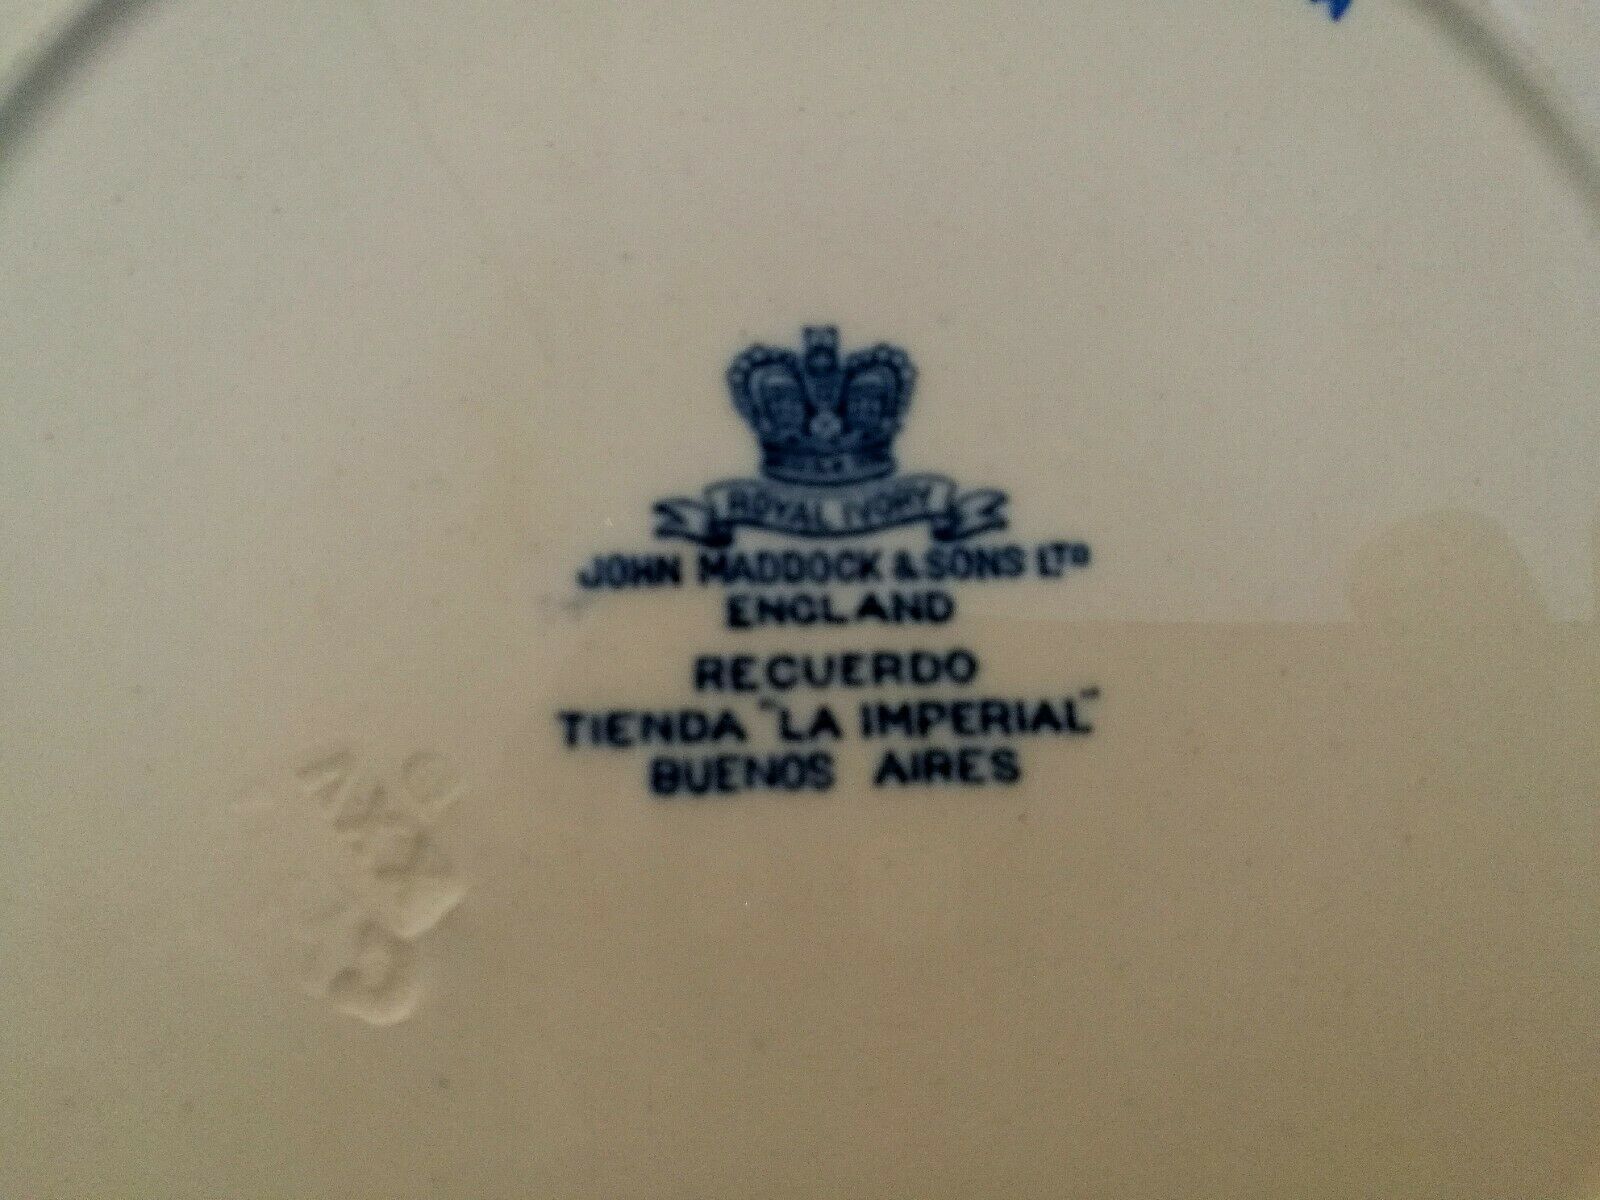 ROYAL IVORY
JOHN MADDOCK & SONS LTD
ENGLAND
RECUERDO
TIENDA "LA IMPERIAL"
BUENOS AIRES